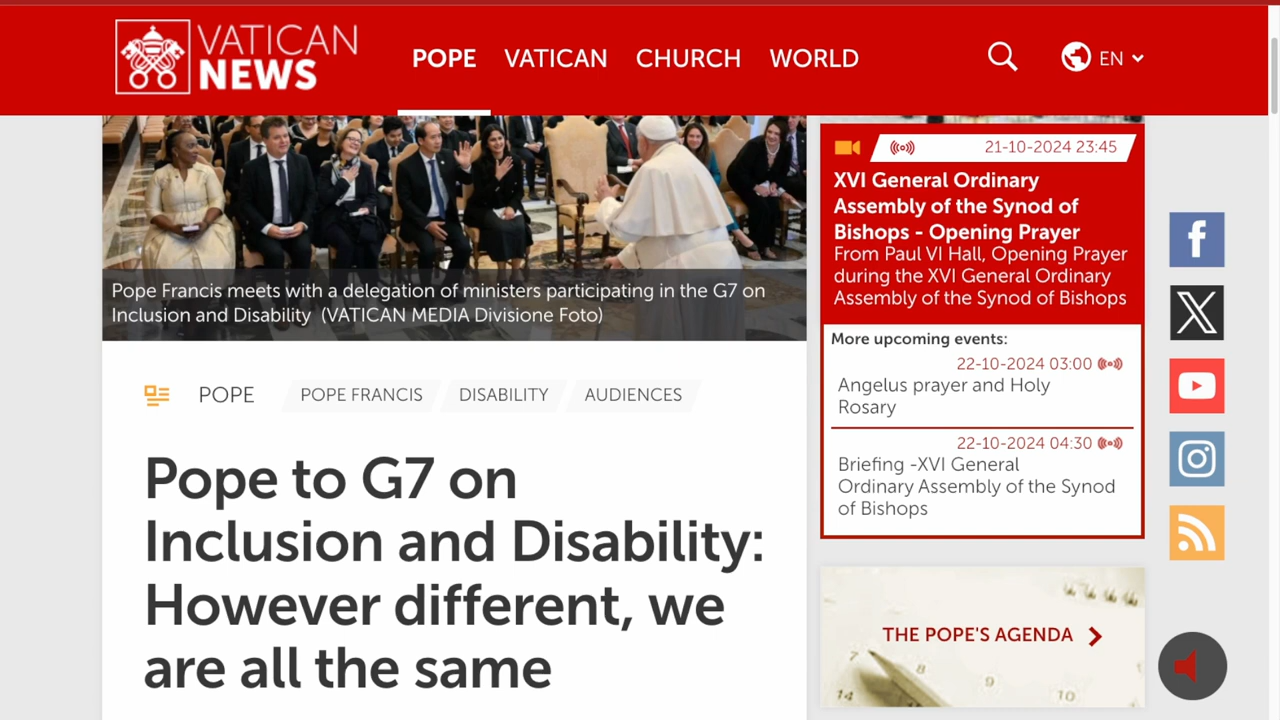 VATICAN
NEWS
POPE VATICAN CHURCH WORLD
EN
Pope Francis meets with a delegation of ministers participating in the G7 on
Inclusion and Disability (VATICAN MEDIA Divisione Foto)
POPE POPE FRANCIS DISABILITY AUDIENCES
Pope to G7 on
Inclusion and Disability:
However different, we
are all the same
21-10-2024 23:45
XVI General Ordinary
Assembly of the Synod of
Bishops - Opening Prayer
From Paul VI Hall, Opening Prayer
during the XVI General Ordinary
Assembly of the Synod of Bishops
More upcoming events:
22-10-2024 03:00
Angelus prayer and Holy
Rosary
22-10-2024 04:30
Briefing -XVI General
Ordinary Assembly of the Synod
of Bishops
THE POPE'S AGENDA
7 8 9 10
14
f
X